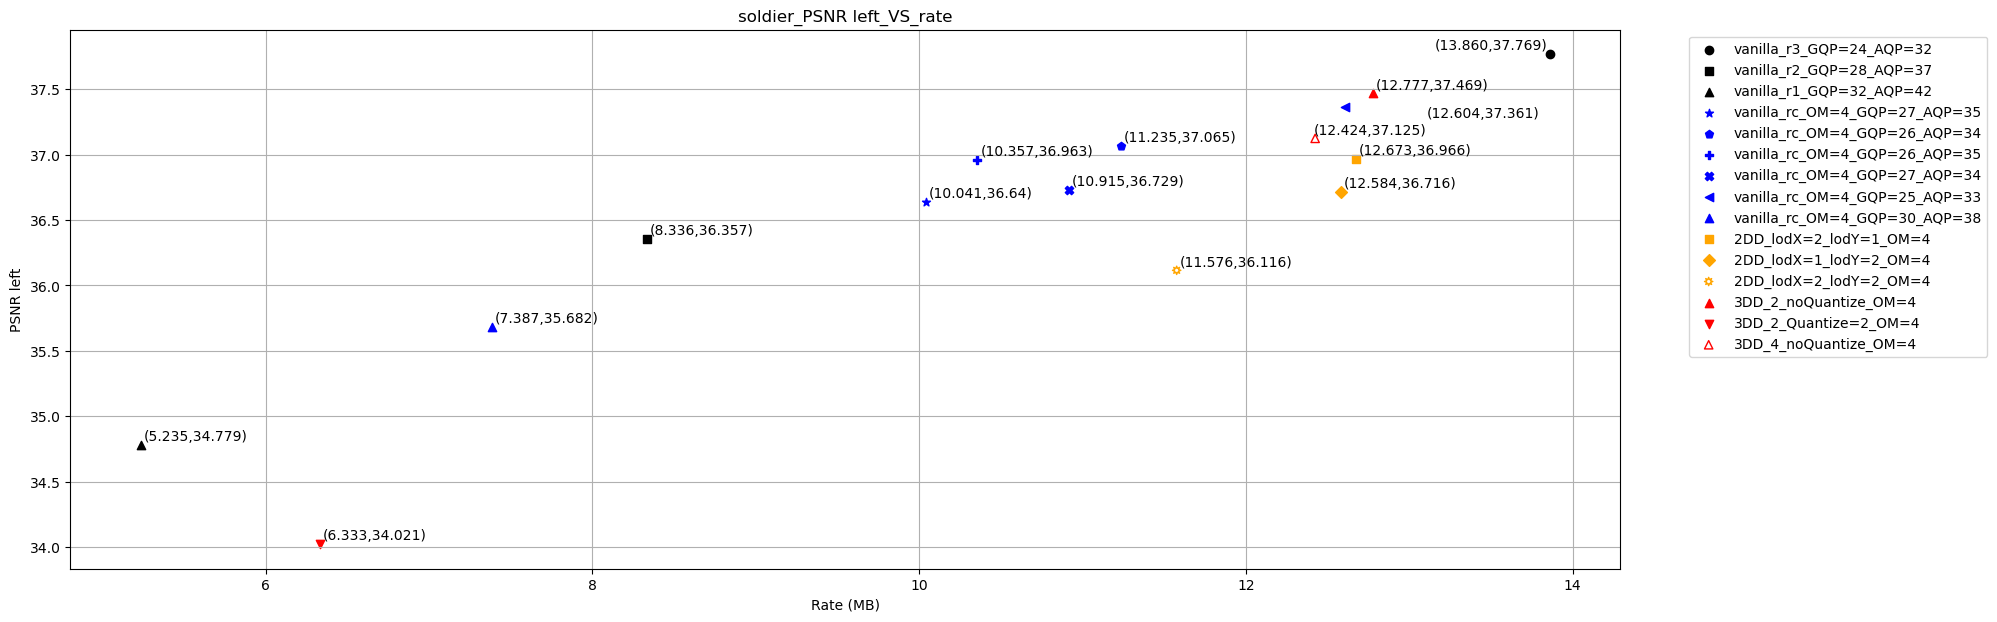 soldier_PSNR left_VS_rate
(13.860,37.769)
(12.777,37.469)
(12.604,37.361)
(12.424,37.125)
(11.235,37.065)
(10.357,36.963)
(12.673,36.966)
(10.915,36.729)
(12.584,36.716)
(10.041,36.64)
(8.336,36.357)
(11.576,36.116)
(7.387,35.682)
(5.235,34.779)
(6.333,34.021)
37.5
37.0
36.5
36.0
35.5
35.0
34.5
34.0
PSNR left
6
8
10
12
14
Rate (MB)
vanilla_r3_GQP=24_AQP=32
vanilla_r2_GQP=28_AQP=37
vanilla_r1_GQP=32_AQP=42
vanilla_rc_OM=4_GQP=27_AQP=35
vanilla_rc_OM=4_GQP=26_AQP=34
vanilla_rc_OM=4_GQP=26_AQP=35
vanilla_rc_OM=4_GQP=27_AQP=34
vanilla_rc_OM=4_GQP=25_AQP=33
vanilla_rc_OM=4_GQP=30_AQP=38
2DD_lodX=2_lodY=1_OM=4
2DD_lodX=1_lodY=2_OM=4
2DD_lodX=2_lodY=2_OM=4
3DD_2_noQuantize_OM=4
3DD_2_Quantize=2_OM=4
3DD_4_noQuantize_OM=4